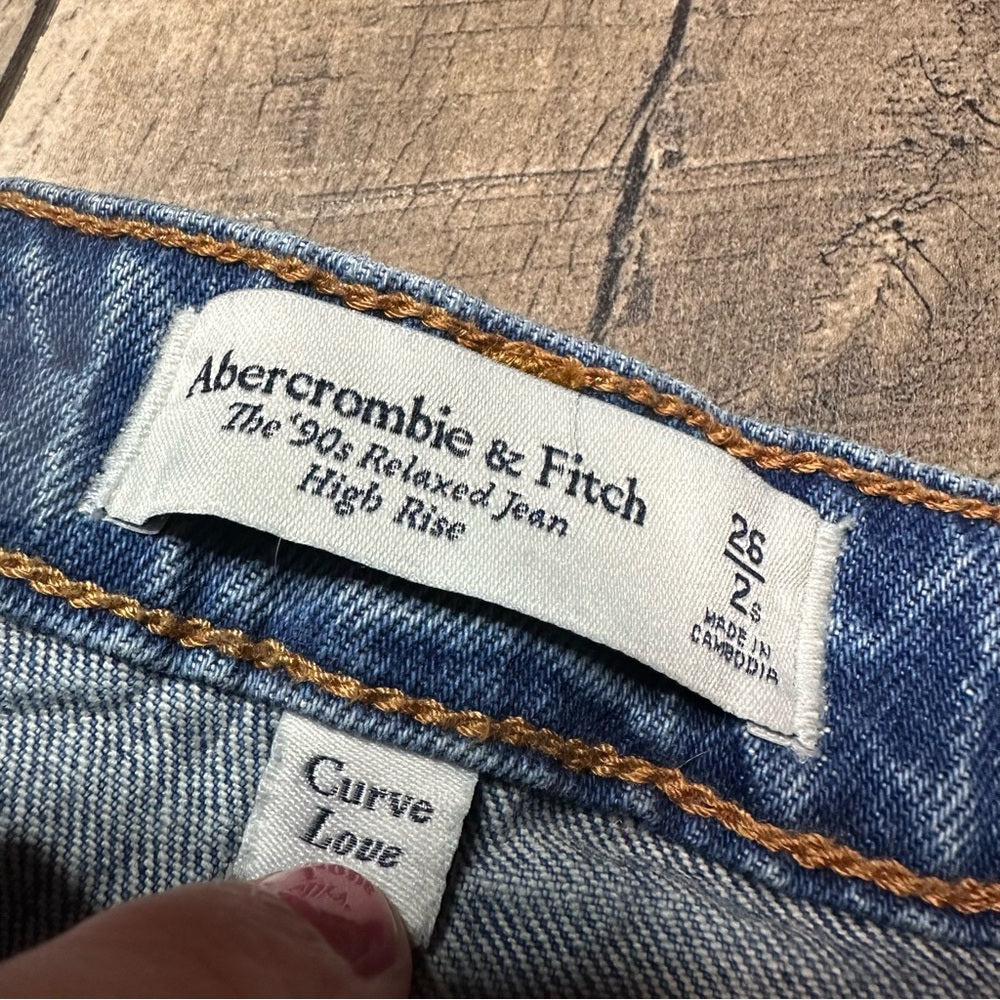 Abercrombie & Fitch
The '90s Relaxed Jean
High Rise
26
2s
MADE IN
CAMBODIA
Curve
Love